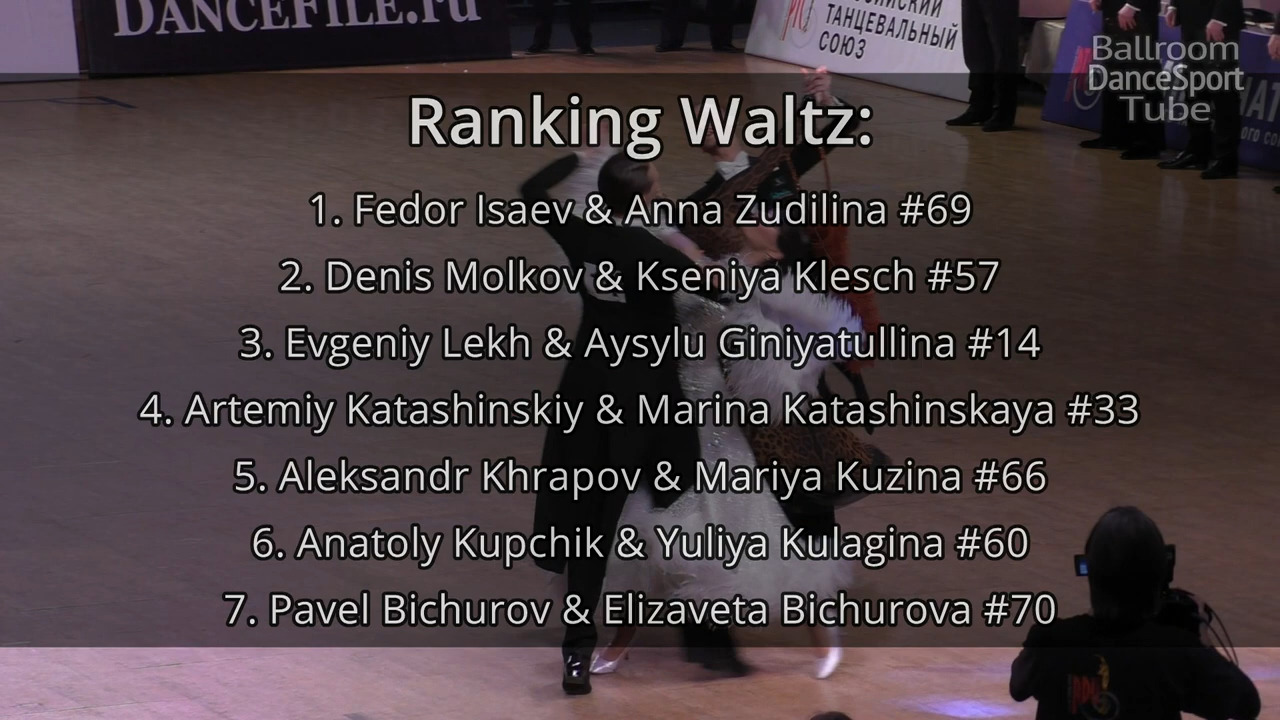 DANCEFILE.ru
ТАНЦЕВАЛЬНЫЙ
СОЮЗ
Ballroom
DanceSport
Tube
Ranking Waltz:
1. Fedor Isaev & Anna Zudilina #69
2. Denis Molkov & Kseniya Klesch #57
3. Evgeniy Lekh & Aysylu Giniyatullina #14
4. Artemiy Katashinskiy & Marina Katashinskaya #33
5. Aleksandr Khrapov & Mariya Kuzina #66
6. Anatoly Kupchik & Yuliya Kulagina #60
7. Pavel Bichurov & Elizaveta Bichurova #70